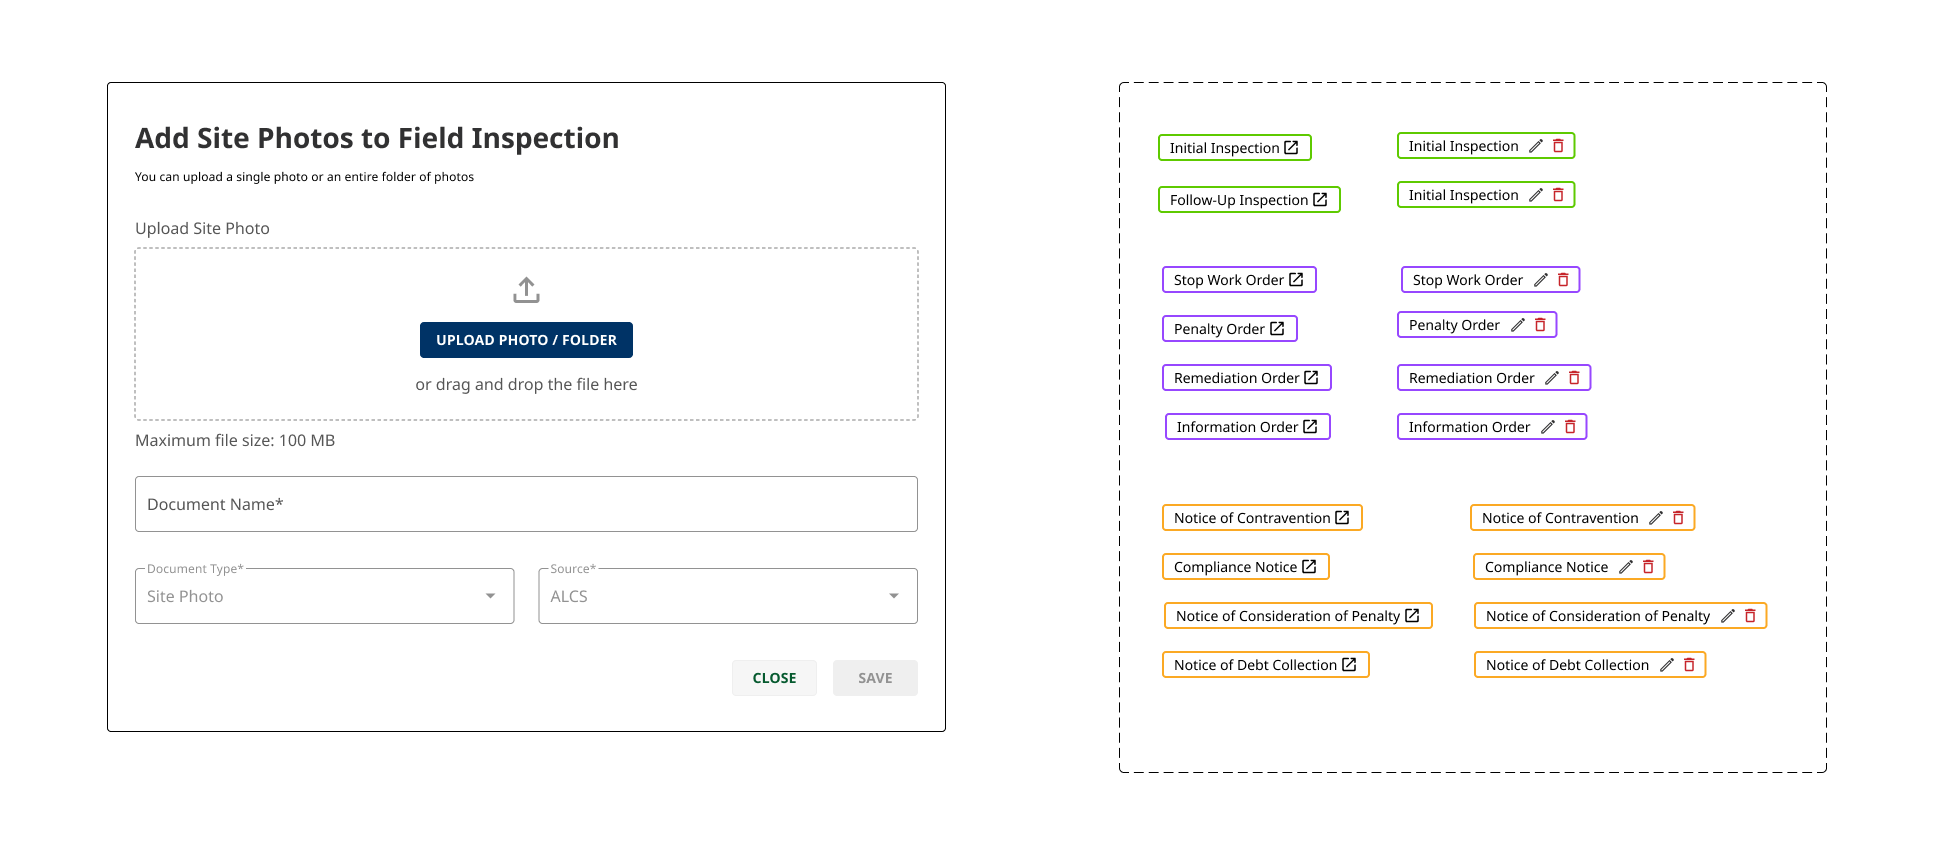 Add Site Photos to Field Inspection
You can upload a single photo or an entire folder of photos
Upload Site Photo
UPLOAD PHOTO / FOLDER
or drag and drop the file here
Maximum file size: 100 MB
Document Name*
Document Type*
Site Photo
Source*
ALCS
CLOSE
SAVE
Initial Inspection
Initial Inspection
Follow-Up Inspection
Initial Inspection
Stop Work Order
Stop Work Order
Penalty Order
Penalty Order
Remediation Order
Remediation Order
Information Order
Information Order
Notice of Contravention
Notice of Contravention
Compliance Notice
Compliance Notice
Notice of Consideration of Penalty
Notice of Consideration of Penalty
Notice of Debt Collection
Notice of Debt Collection